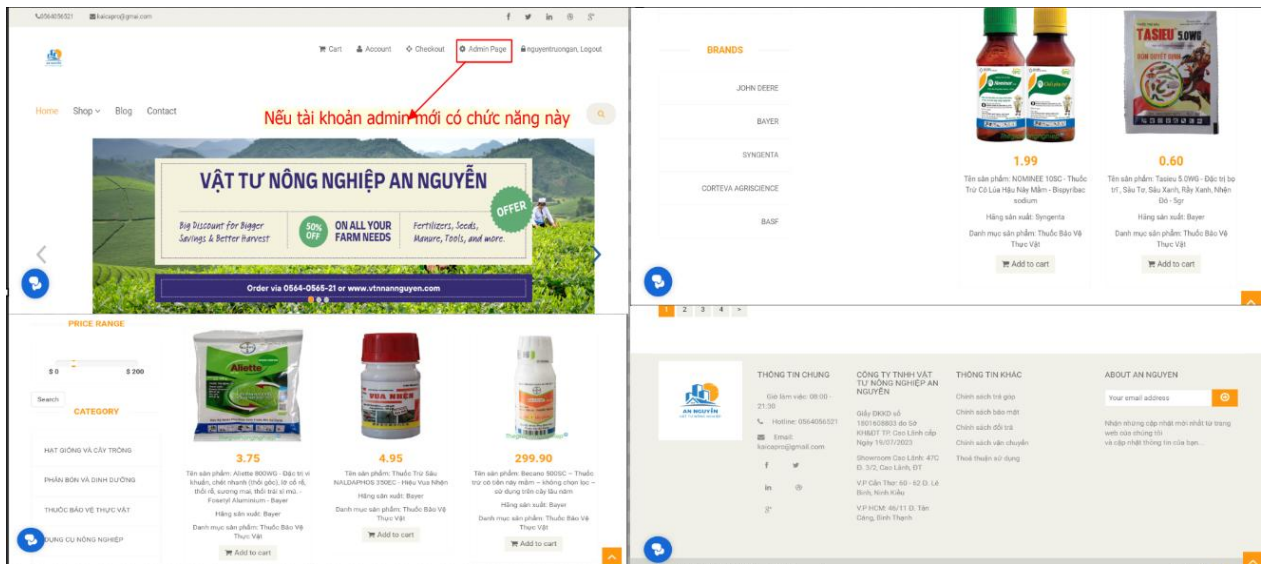 0564056521 kaicapro@gmai.com
Cart Account Checkout Admin Page nguyentruongan, Logout
Home Shop Blog Contact
Nếu tài khoản admin mới có chức năng này
VẬT TƯ NÔNG NGHIỆP AN NGUYỄN
Big Discount for Bigger
Savings & Better Harvest
50%
OFF
ON ALL YOUR
FARM NEEDS
Fertilizers, Seeds,
Manure, Tools, and more.
OFFER
Order via 0564-0565-21 or www.vtnnannguyen.com
PRICE RANGE
$ 0 $ 200
Search
CATEGORY
HẠT GIỐNG VÀ CÂY TRỒNG
PHÂN BÓN VÀ DINH DƯỠNG
THUỐC BẢO VỆ THỰC VẬT
DỤNG CỤ NÔNG NGHIỆP
Aliette
3.75
Tên sản phẩm: Aliette 800WG - Đặc trị vi
khuẩn, chết nhanh (thối gốc), lở cổ rễ,
thối rễ, sương mai, thối trái xì mủ, -
Fosetyl Aluminium - Bayer
Hãng sản xuất: Bayer
Danh mục sản phẩm: Thuốc Bảo Vệ
Thực Vật
Add to cart
VUA NHỆN
4.95
Tên sản phẩm: Thuốc Trừ Sâu
NALDAPHOS 350EC - Hiệu Vua Nhện
Hãng sản xuất: Bayer
Danh mục sản phẩm: Thuốc Bảo Vệ
Thực Vật
Add to cart
299.90
Tên sản phẩm: Becano 500SC – Thuốc
trừ cỏ tiền nảy mầm – không chọn lọc –
sử dụng trên cây lâu năm
Hãng sản xuất: Bayer
Danh mục sản phẩm: Thuốc Bảo Vệ
Thực Vật
Add to cart
BRANDS
JOHN DEERE
BAYER
SYNGENTA
CORTEVA AGRISCIENCE
BASF
1.99
Tên sản phẩm: NOMINEE 10SC - Thuốc
Trừ Cỏ Lúa Hậu Nảy Mầm - Bispyribac
sodium
Hãng sản xuất: Syngenta
Danh mục sản phẩm: Thuốc Bảo Vệ
Thực Vật
Add to cart
TASIEU 5.0WG
0.60
Tên sản phẩm: Tasieu 5.0WG - Đặc trị bọ
trĩ, Sâu Tơ, Sâu Xanh, Rầy Xanh, Nhện
Đỏ - 5gr
Hãng sản xuất: Bayer
Danh mục sản phẩm: Thuốc Bảo Vệ
Thực Vật
Add to cart
1 2 3 4 >
AN NGUYỄN
THÔNG TIN CHUNG
Giờ làm việc: 08:00 -
21:30
Hotline: 0564056521
Email:
kaicapro@gmail.com
CÔNG TY TNHH VẬT
TƯ NÔNG NGHIỆP AN
NGUYỄN
Giấy ĐKKD số
1801608803 do Sở
KH&ĐT TP. Cao Lãnh cấp
Ngày 19/07/2023
Showroom Cao Lãnh: 47C
Đ. 3/2, Cao Lãnh, ĐT
V.P Cần Thơ: 60 - 62 Đ. Lê
Bình, Ninh Kiều
V.P HCM: 46/11 Đ. Tân
Cảng, Bình Thạnh
THÔNG TIN KHÁC
Chính sách trả góp
Chính sách bảo mật
Chính sách đổi trả
Chính sách vận chuyển
Thoả thuận sử dụng
ABOUT AN NGUYEN
Your email address
Nhận những cập nhật mới nhất từ trang
web của chúng tôi
và cập nhật thông tin của bạn...